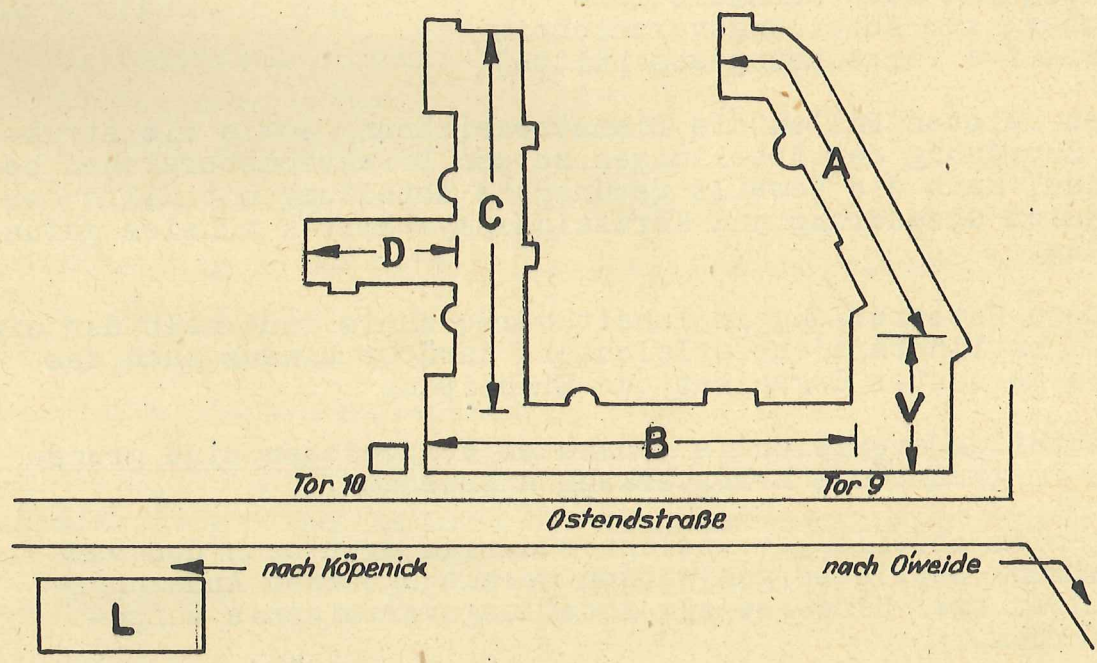 A
C
D
V
B
Tor 10
Tor 9
Ostendstraße
nach Köpenick
nach O'weide
L